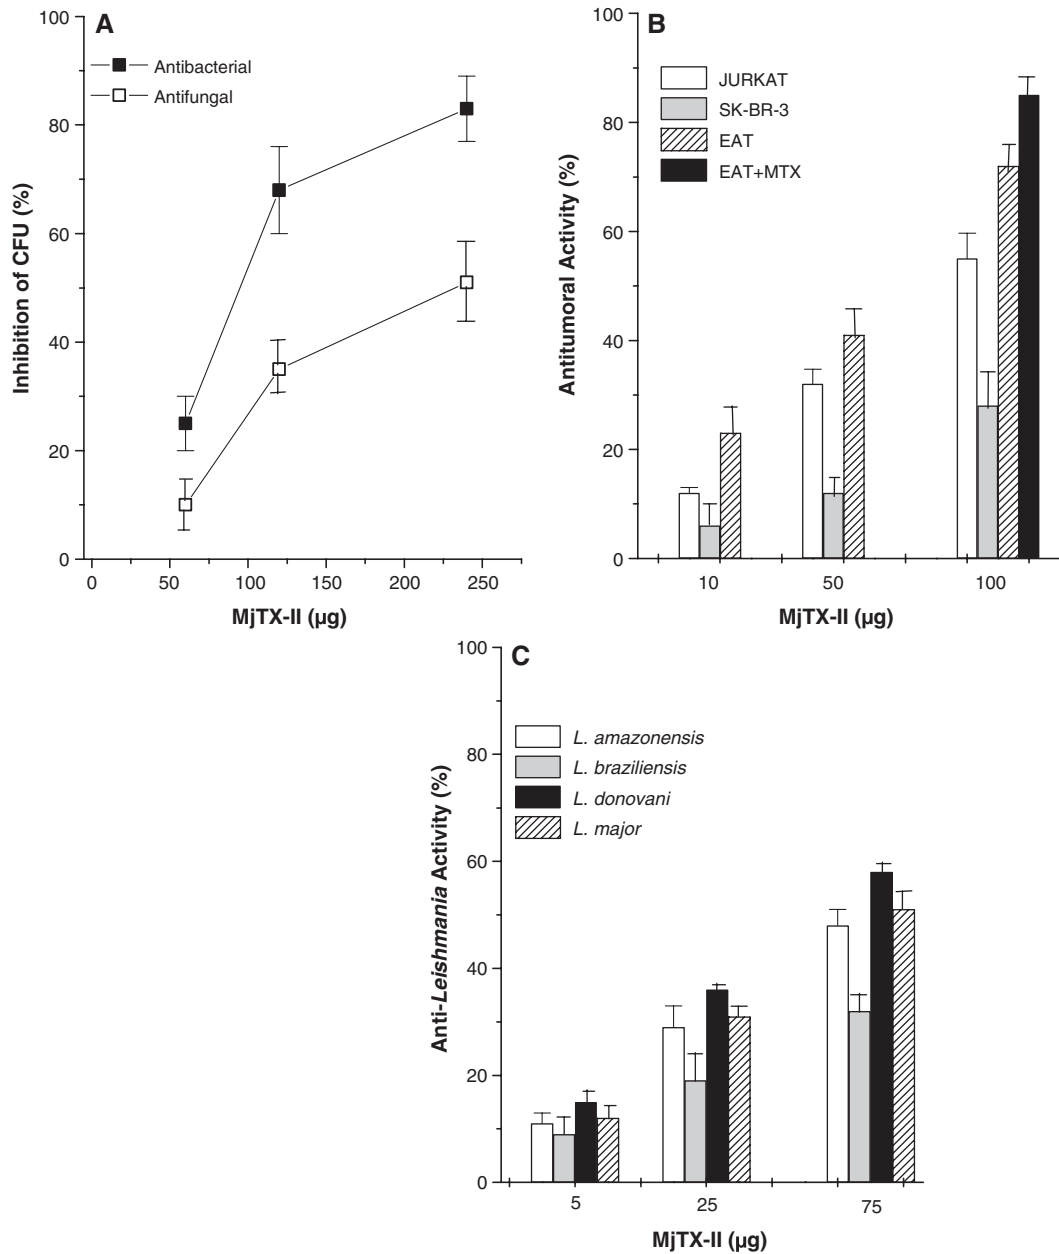 A
Inhibition of CFU (%)
100
80
60
40
20
0
Antibacterial
Antifungal
0 50 100 150 200 250
MjTX-II (µg)
B
Antitumoral Activity (%)
100
80
60
40
20
0
JURKAT
SK-BR-3
EAT
EAT+MTX
10 50 100
MjTX-II (µg)
C
Anti-Leishmania Activity (%)
100
80
60
40
20
0
L. amazonensis
L. braziliensis
L. donovani
L. major
5 25 75
MjTX-II (µg)